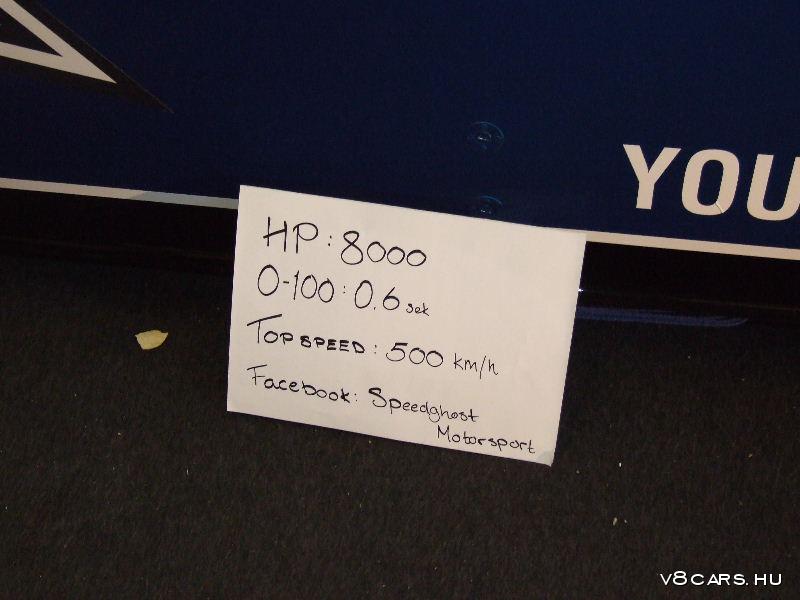 YOU
HP: 8000
0-100: 0.6 sek
TOP SPEED: 500 km/h
Facebook: Speedghost
Motorsport
V8CARS.HU